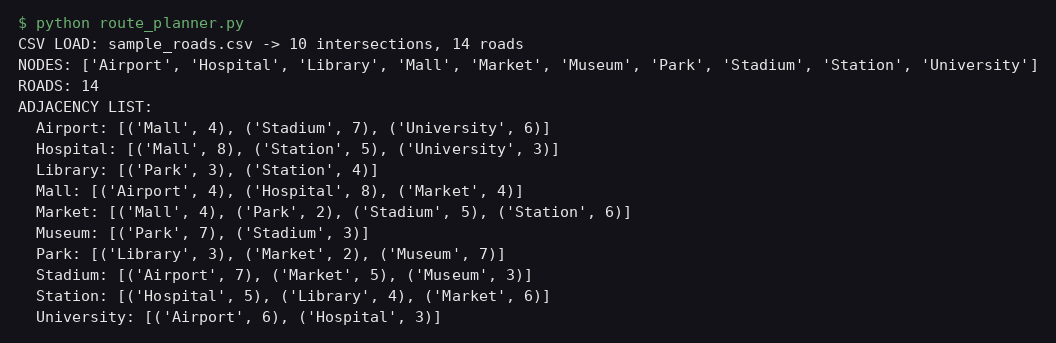 $ python route_planner.py
CSV LOAD: sample_roads.csv -> 10 intersections, 14 roads
NODES: ['Airport', 'Hospital', 'Library', 'Mall', 'Market', 'Museum', 'Park', 'Stadium', 'Station', 'University']
ROADS: 14
ADJACENCY LIST:
  Airport: [('Mall', 4), ('Stadium', 7), ('University', 6)]
  Hospital: [('Mall', 8), ('Station', 5), ('University', 3)]
  Library: [('Park', 3), ('Station', 4)]
  Mall: [('Airport', 4), ('Hospital', 8), ('Market', 4)]
  Market: [('Mall', 4), ('Park', 2), ('Stadium', 5), ('Station', 6)]
  Museum: [('Park', 7), ('Stadium', 3)]
  Park: [('Library', 3), ('Market', 2), ('Museum', 7)]
  Stadium: [('Airport', 7), ('Market', 5), ('Museum', 3)]
  Station: [('Hospital', 5), ('Library', 4), ('Market', 6)]
  University: [('Airport', 6), ('Hospital', 3)]